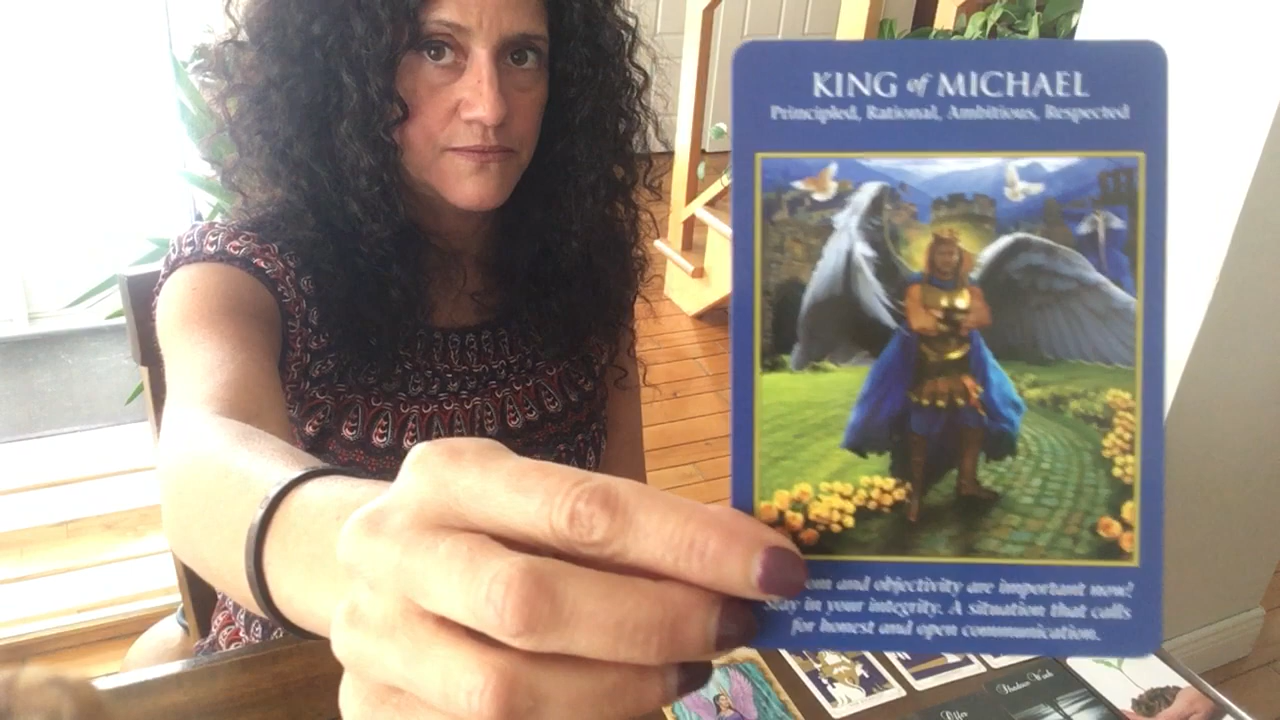 KING of MICHAEL
Principled, Rational, Ambitious, Respected
and objectivity are important now!
Stay in your integrity. A situation that calls
for honest and open communication.
Shadow Work